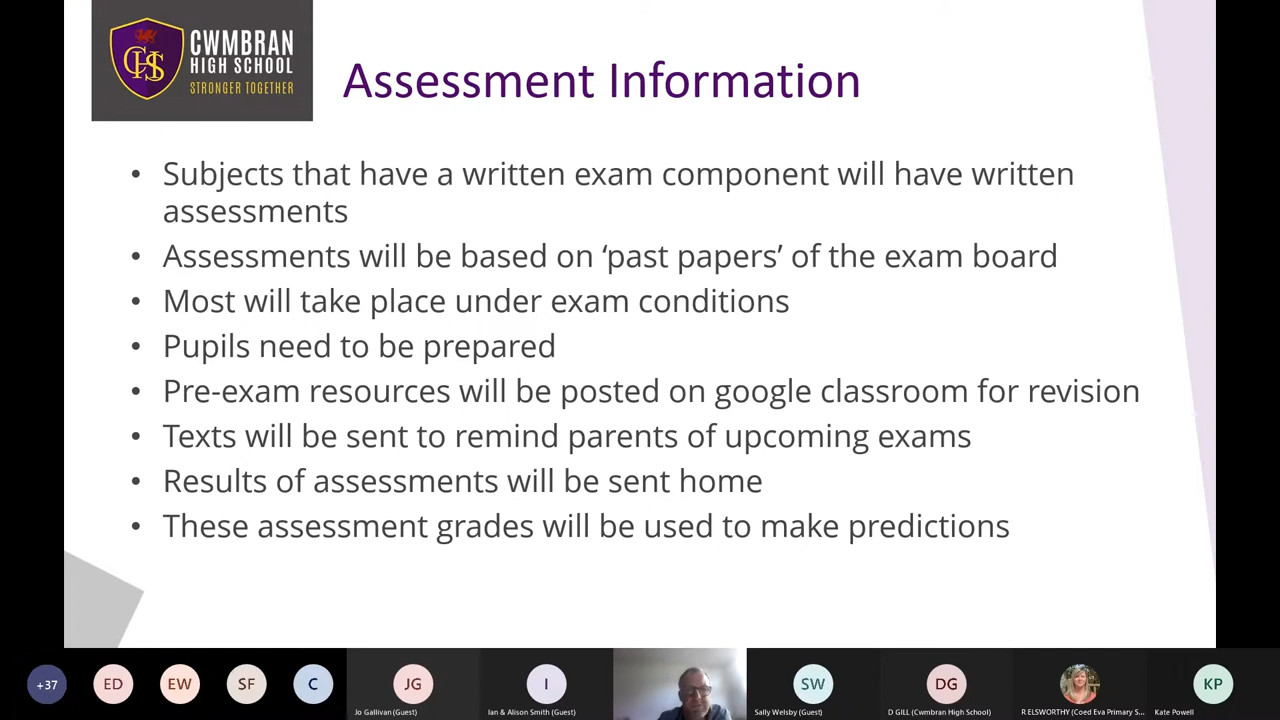 CHS
CWMBRAN
HIGH SCHOOL
STRONGER TOGETHER
Assessment Information
• Subjects that have a written exam component will have written
assessments
• Assessments will be based on ‘past papers’ of the exam board
• Most will take place under exam conditions
• Pupils need to be prepared
• Pre-exam resources will be posted on google classroom for revision
• Texts will be sent to remind parents of upcoming exams
• Results of assessments will be sent home
• These assessment grades will be used to make predictions
+37 ED EW SF C JG I SW DG KP
Jo Gallivan (Guest) Ian & Alison Smith (Guest) Sally Welsby (Guest) D GILL (Cwmbran High School) R ELSWORTHY (Coed Eva Primary S... Kate Powell